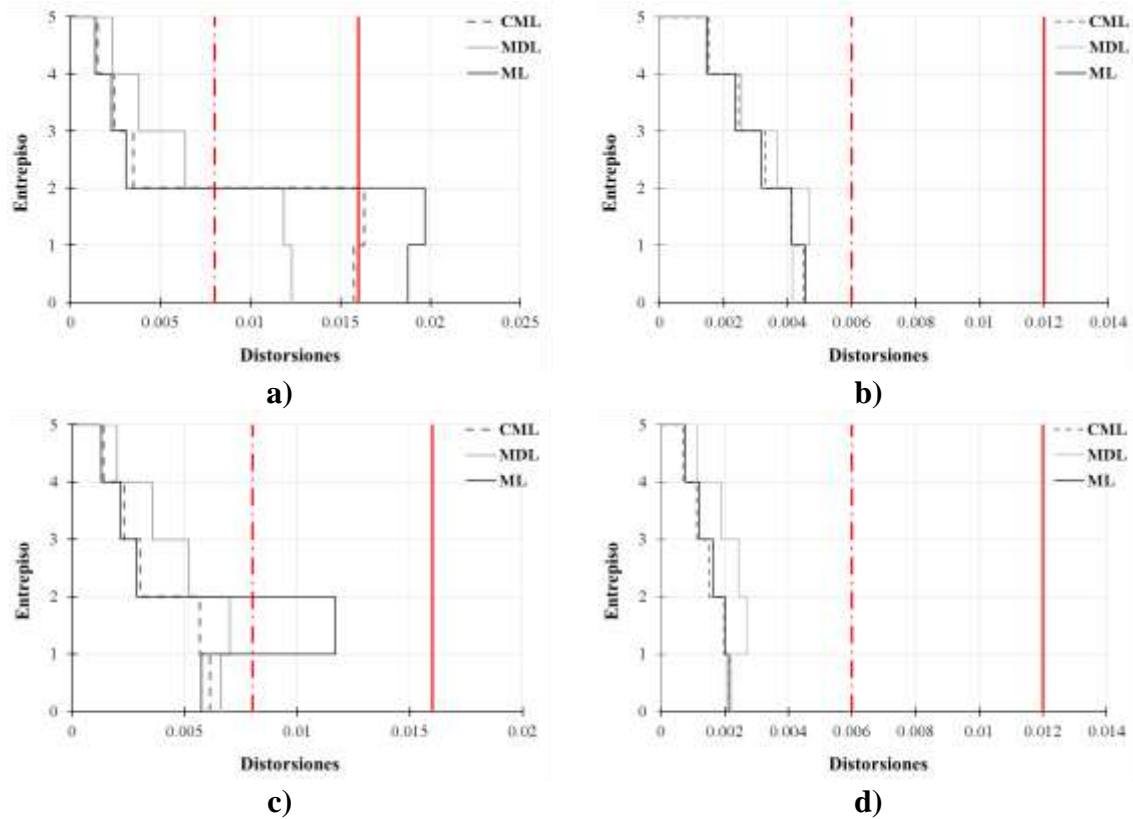 5
4
3
2
1
0
Entrepiso
0
0.005
0.01
0.015
0.02
0.025
Distorsiones
CML
MDL
ML
a)
5
4
3
2
1
0
Entrepiso
0
0.002
0.004
0.006
0.008
0.01
0.012
0.014
Distorsiones
CML
MDL
ML
b)
5
4
3
2
1
0
Entrepiso
0
0.005
0.01
0.015
0.02
Distorsiones
CML
MDL
ML
c)
5
4
3
2
1
0
Entrepiso
0
0.002
0.004
0.006
0.008
0.01
0.012
0.014
Distorsiones
CML
MDL
ML
d)